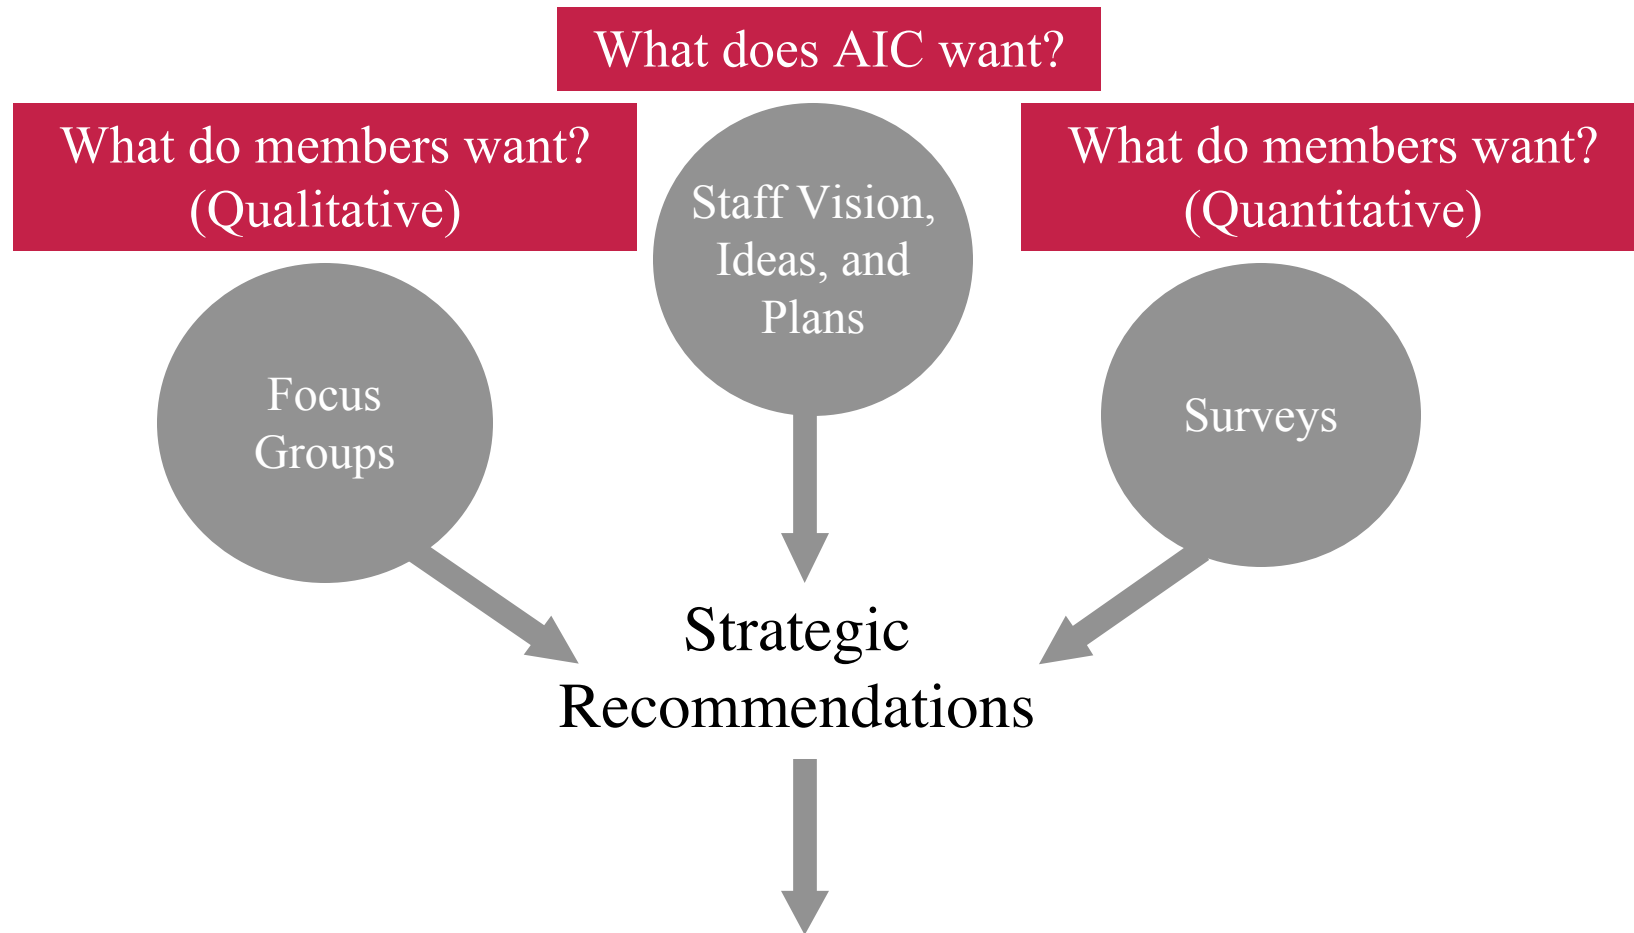 What does AIC want?
What do members want?
(Qualitative)
What do members want?
(Quantitative)
Staff Vision,
Ideas, and
Plans
Focus
Groups
Surveys
Strategic
Recommendations